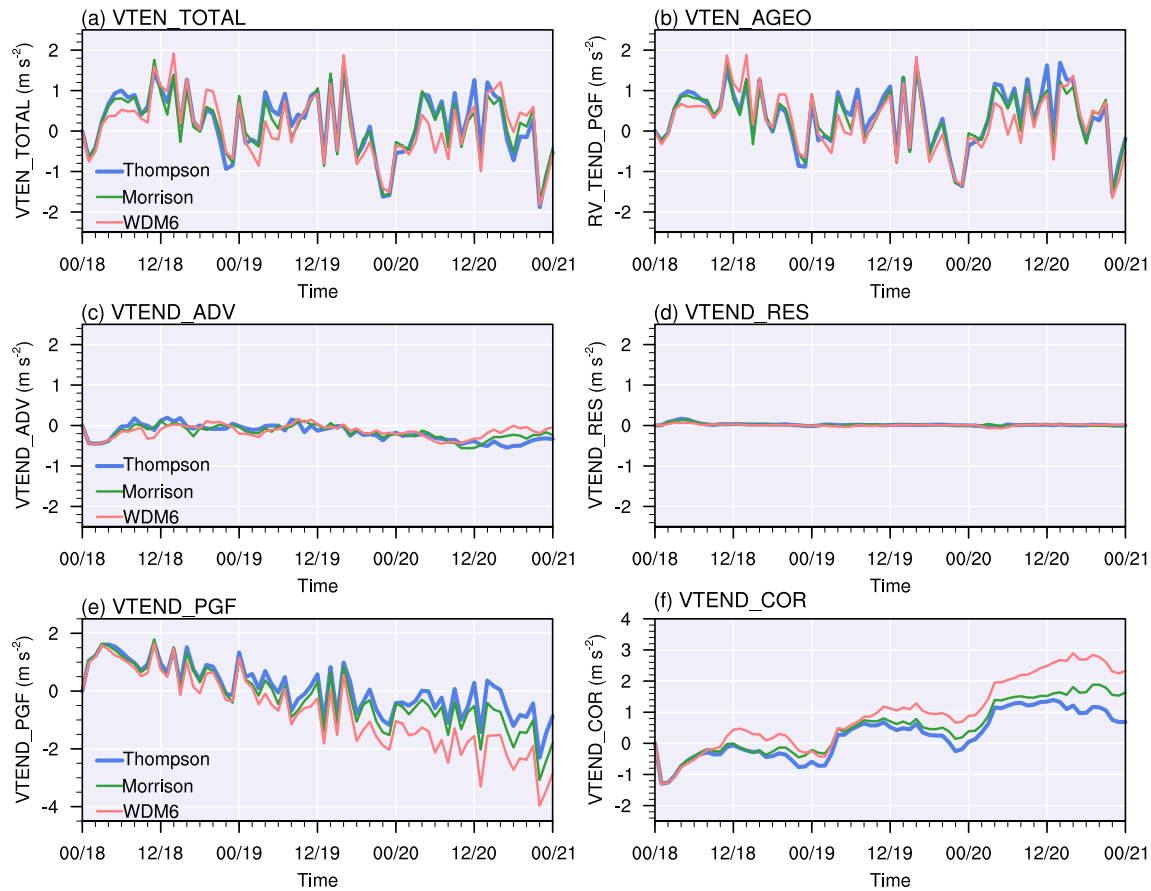 (a) VTEN_TOTAL
VTEN_TOTAL (m s-2)
2
1
0
-1
-2
Thompson
Morrison
WDM6
00/18 12/18 00/19 12/19 00/20 12/20 00/21
Time
(b) VTEN_AGEO
RV_TEND_PGF (m s-2)
2
1
0
-1
-2
00/18 12/18 00/19 12/19 00/20 12/20 00/21
Time
(c) VTEND_ADV
VTEND_ADV (m s-2)
2
1
0
-1
-2
Thompson
Morrison
WDM6
00/18 12/18 00/19 12/19 00/20 12/20 00/21
Time
(d) VTEND_RES
VTEND_RES (m s-2)
2
1
0
-1
-2
00/18 12/18 00/19 12/19 00/20 12/20 00/21
Time
(e) VTEND_PGF
VTEND_PGF (m s-2)
2
0
-2
-4
Thompson
Morrison
WDM6
00/18 12/18 00/19 12/19 00/20 12/20 00/21
Time
(f) VTEND_COR
VTEND_COR (m s-2)
4
3
2
1
0
-1
-2
00/18 12/18 00/19 12/19 00/20 12/20 00/21
Time